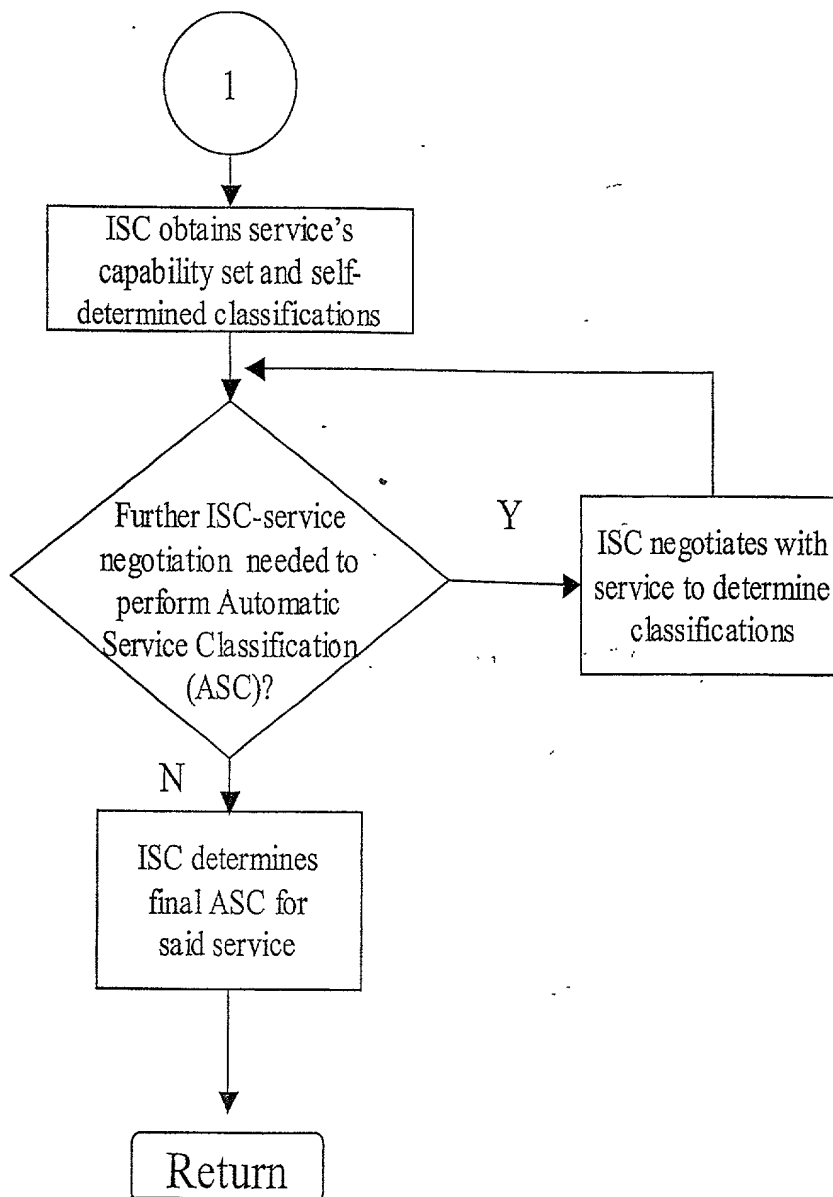 1
ISC obtains service's
capability set and self-
determined classifications
Further ISC-service
negotiation needed to
perform Automatic
Service Classification
(ASC)?
Y
ISC negotiates with
service to determine
classifications
N
ISC determines
final ASC for
said service
Return